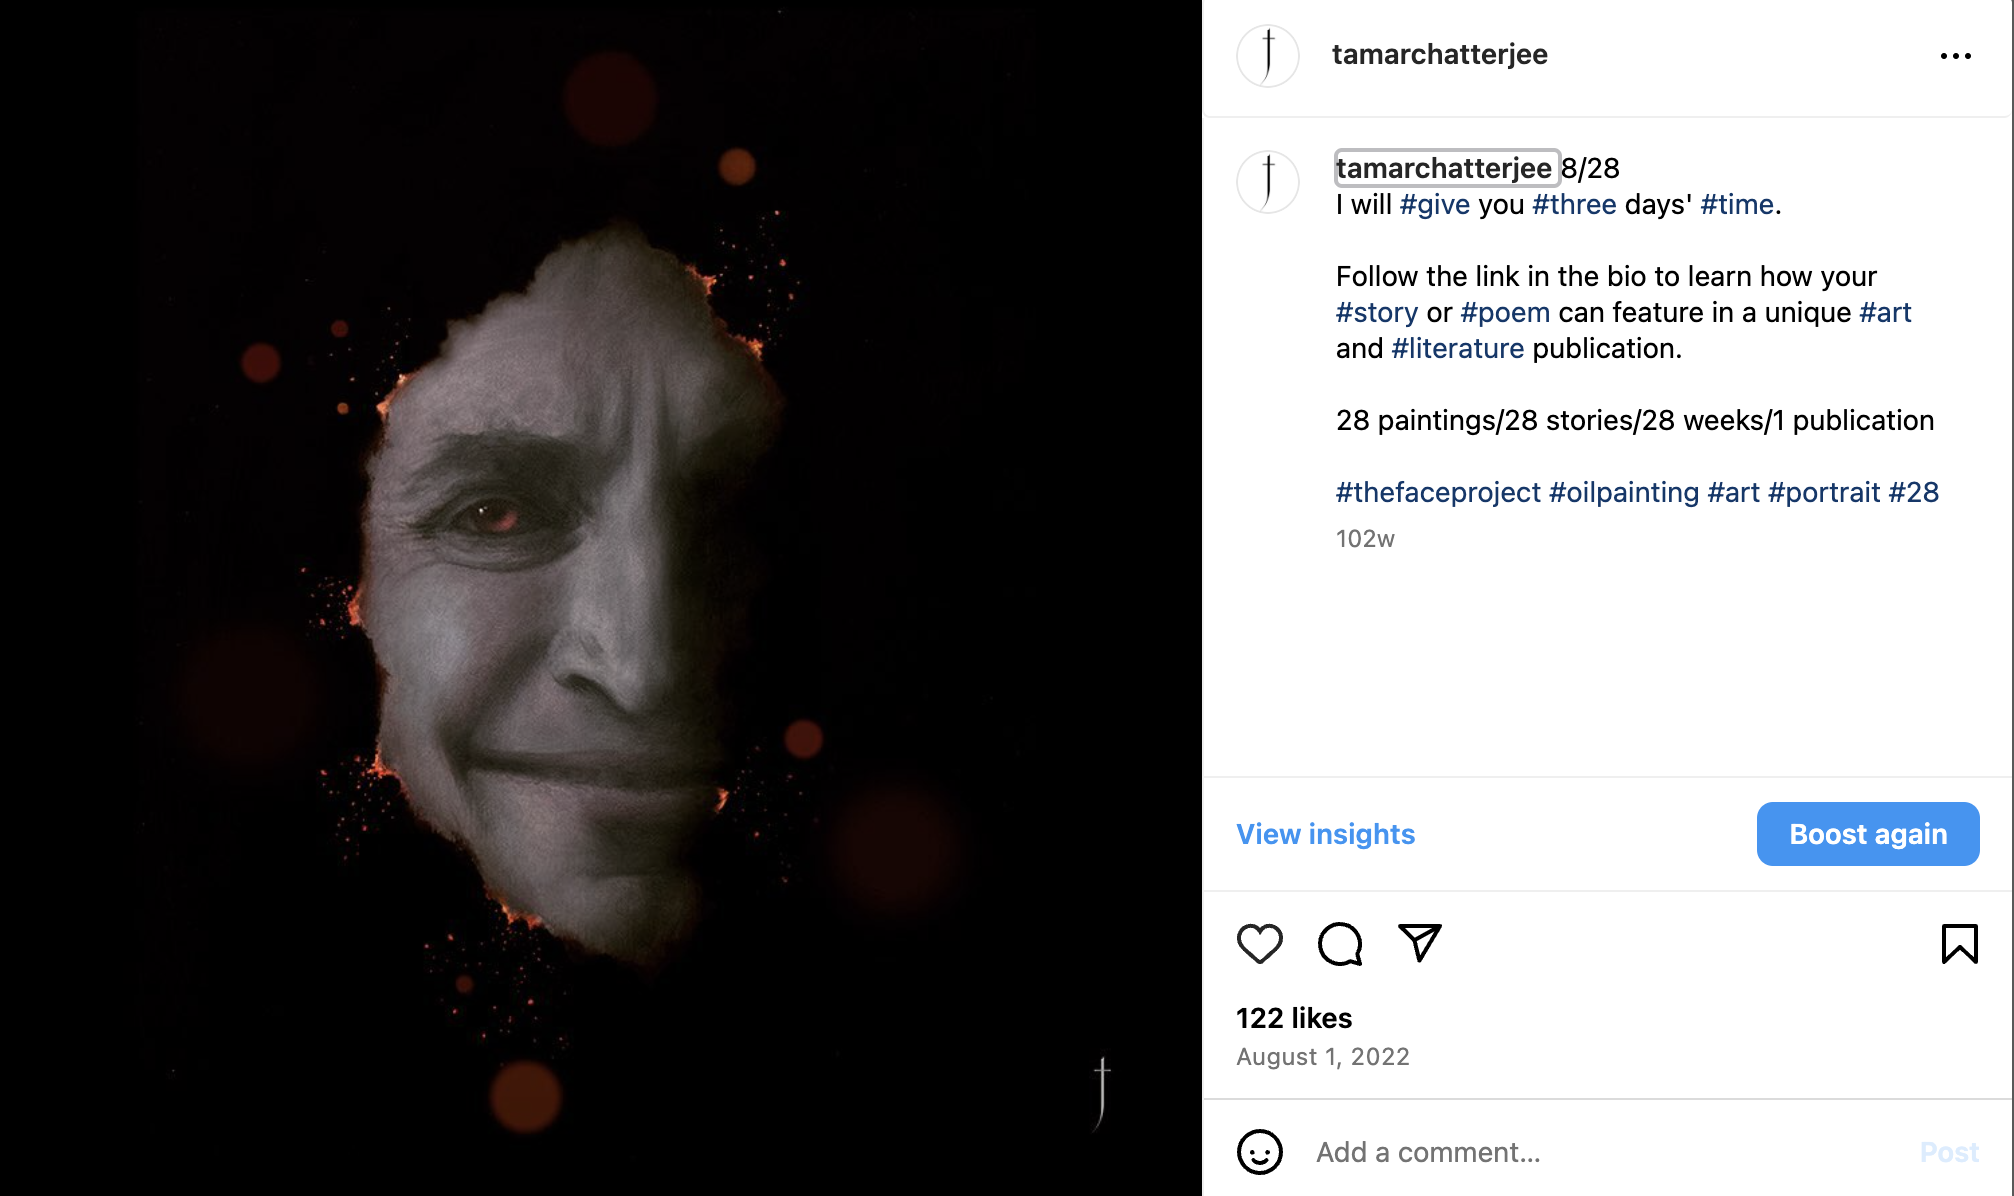 tamarchatterjee
tamarchatterjee 8/28
I will #give you #three days' #time.
Follow the link in the bio to learn how your
#story or #poem can feature in a unique #art
and #literature publication.
28 paintings/28 stories/28 weeks/1 publication
#thefaceproject #oilpainting #art #portrait #28
102w
View insights
Boost again
122 likes
August 1, 2022
Add a comment...
Post